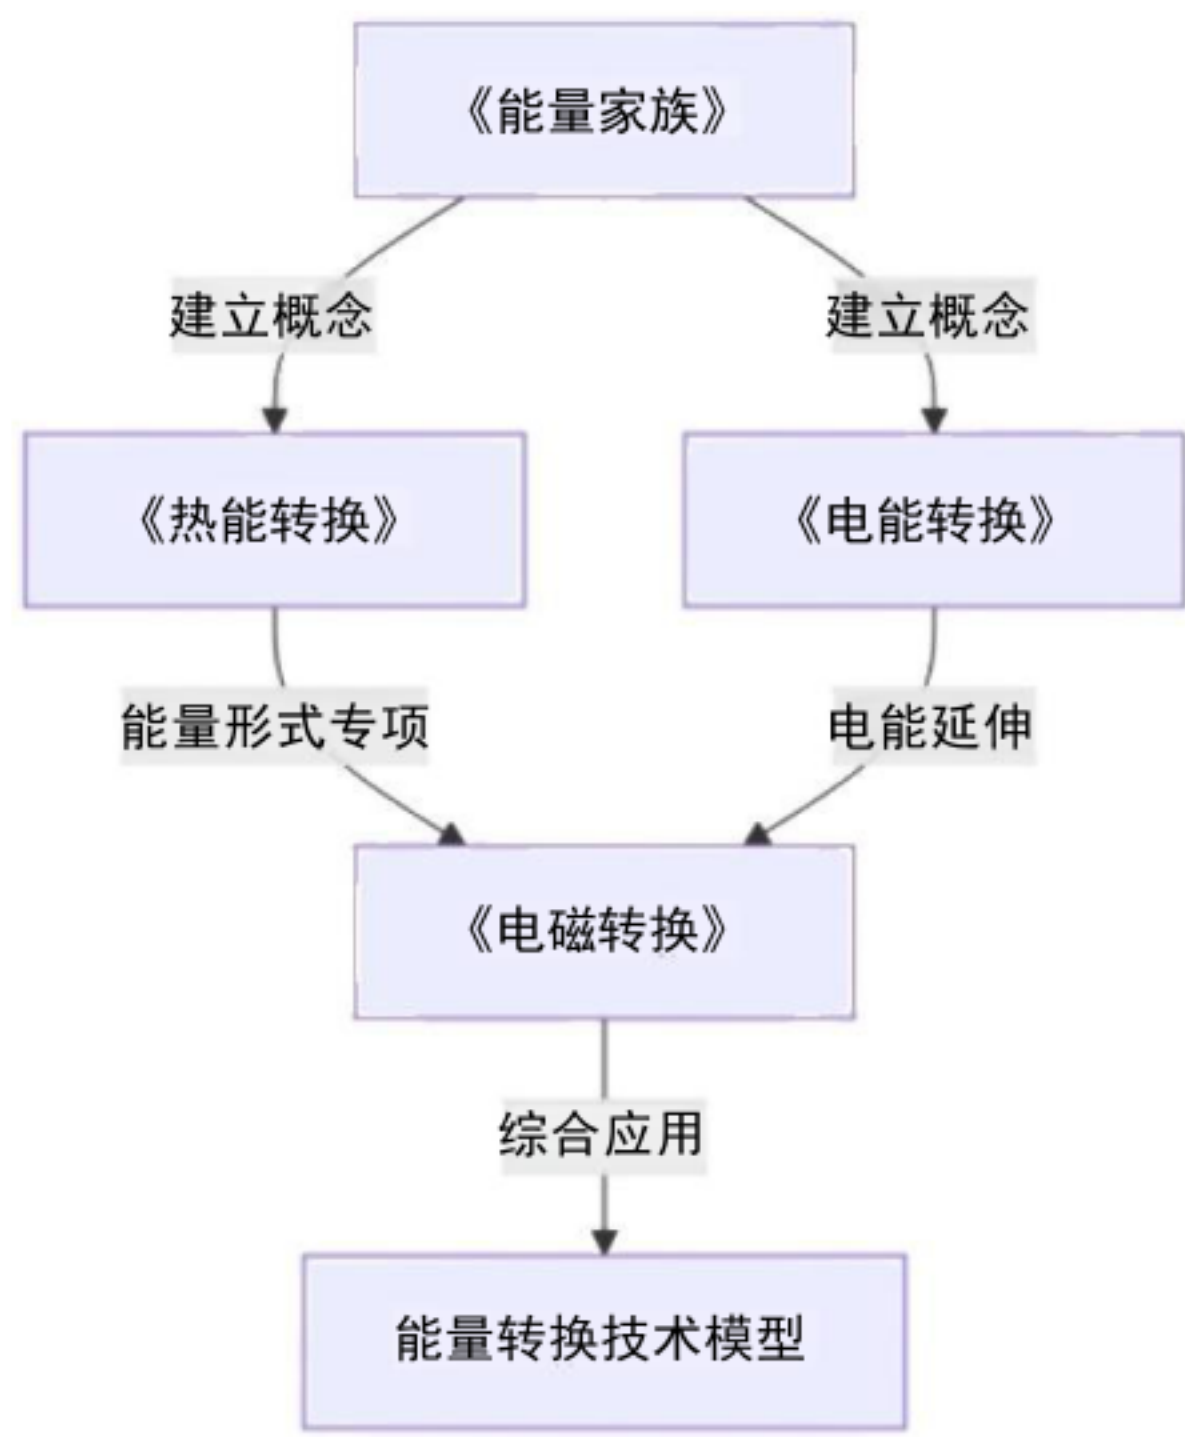 《能量家族》
建立概念
建立概念
《热能转换》
《电能转换》
能量形式专项
电能延伸
《电磁转换》
综合应用
能量转换技术模型